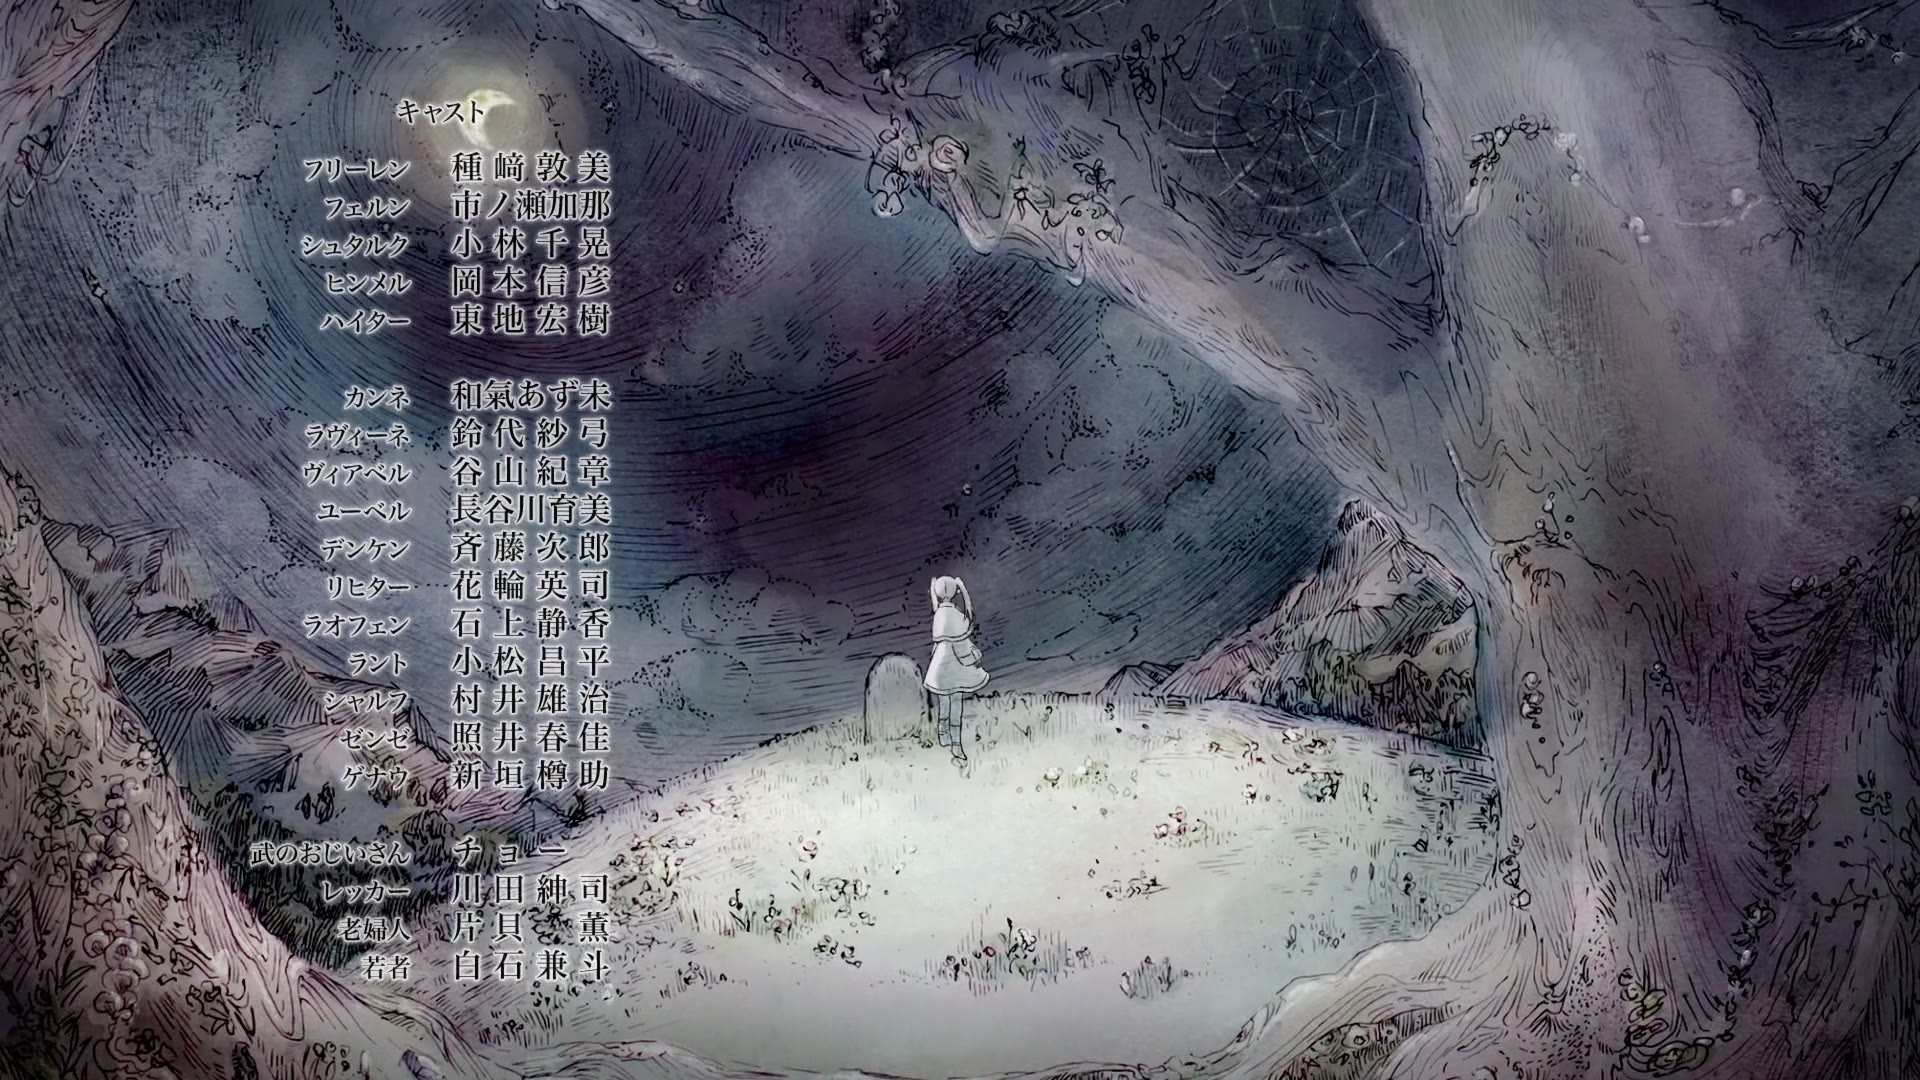 キャスト
フリーレン 種﨑敦美
フェルン 市ノ瀬加那
シュタルク 小林千晃
ヒンメル 岡本信彦
ハイター 東地宏樹
カンネ 和氣あず未
ラヴィーネ 鈴代紗弓
ヴィアベル 谷山紀章
ユーベル 長谷川育美
デンケン 斉藤次郎
リヒター 花輪英司
ラオフェン 石上静香
ラント 小松昌平
シャルフ 村井雄治
ゼンゼ 照井春佳
ゲナウ 新垣樽助
武のおじいさん チョー
レッカー 川田紳司
老婦人 片貝薫
若者 白石兼斗